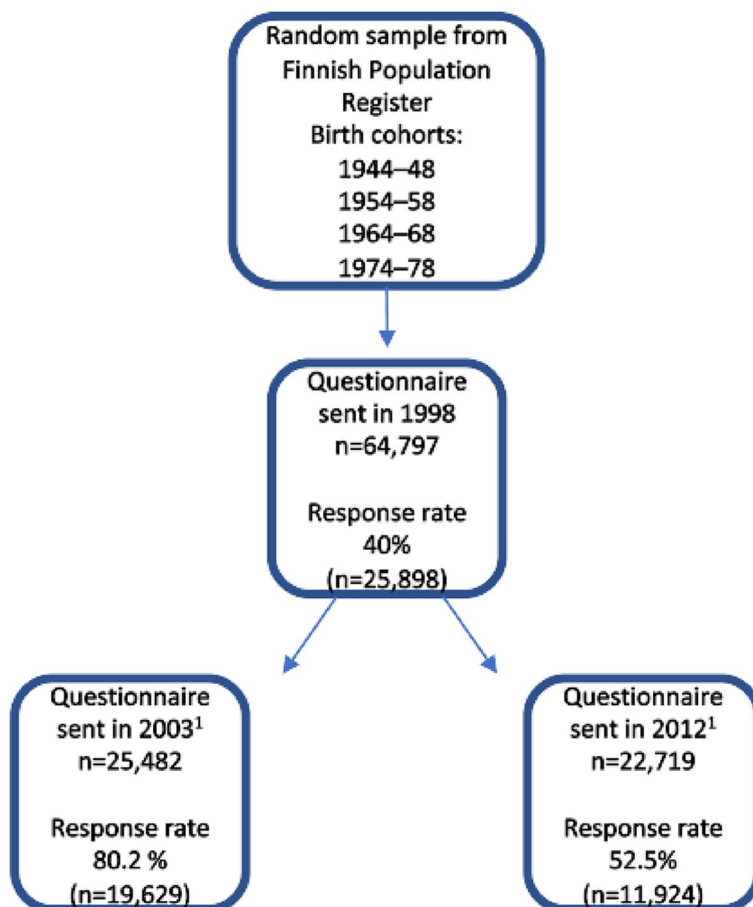 Random sample from
Finnish Population
Register
Birth cohorts:
1944–48
1954–58
1964–68
1974–78
Questionnaire
sent in 1998
n=64,797
Response rate
40%
(n=25,898)
Questionnaire
sent in 2003¹
n=25,482
Response rate
80.2 %
(n=19,629)
Questionnaire
sent in 2012¹
n=22,719
Response rate
52.5%
(n=11,924)